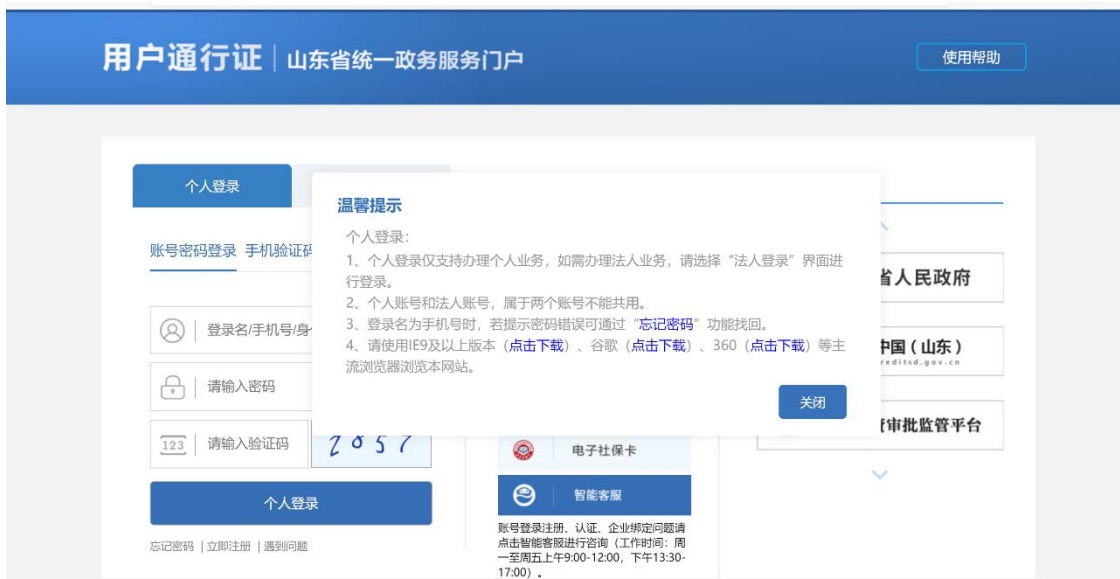 用户通行证 | 山东省统一政务服务门户
使用帮助
个人登录
账号密码登录 手机验证码
登录名/手机号/身
请输入密码
123 请输入验证码
2857
个人登录
忘记密码 | 立即注册 | 遇到问题
温馨提示
个人登录：
1、个人登录仅支持办理个人业务，如需办理法人业务，请选择“法人登录”界面进
行登录。
2、个人账号和法人账号，属于两个账号不能共用。
3、登录名为手机号时，若提示密码错误可通过“忘记密码”功能找回。
4、请使用IE9及以上版本（点击下载）、谷歌（点击下载）、360（点击下载）等主
流浏览器浏览本网站。
关闭
电子社保卡
智能客服
账号登录注册、认证、企业绑定问题请
点击智能客服进行咨询（工作时间：周
一至周五上午9:00-12:00，下午13:30-
17:00）。
省人民政府
中国（山东）
reditsd.gov.cn
审批监管平台